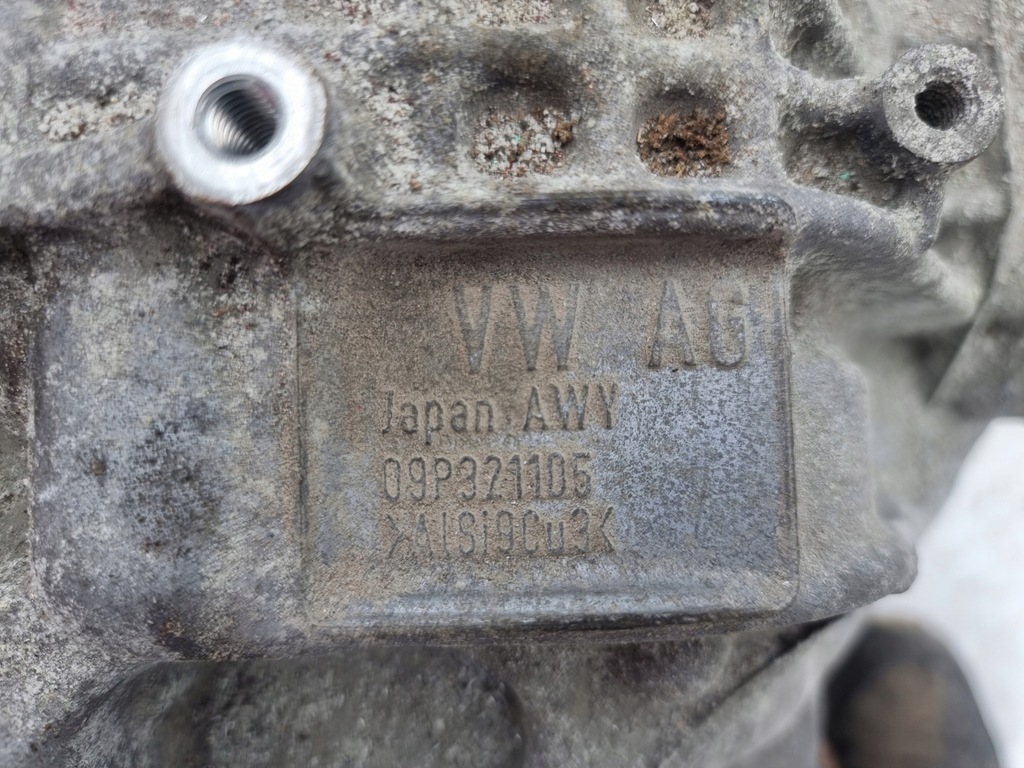 VW AG
Japan AWY
09P321105
>AlSi9Cu3<